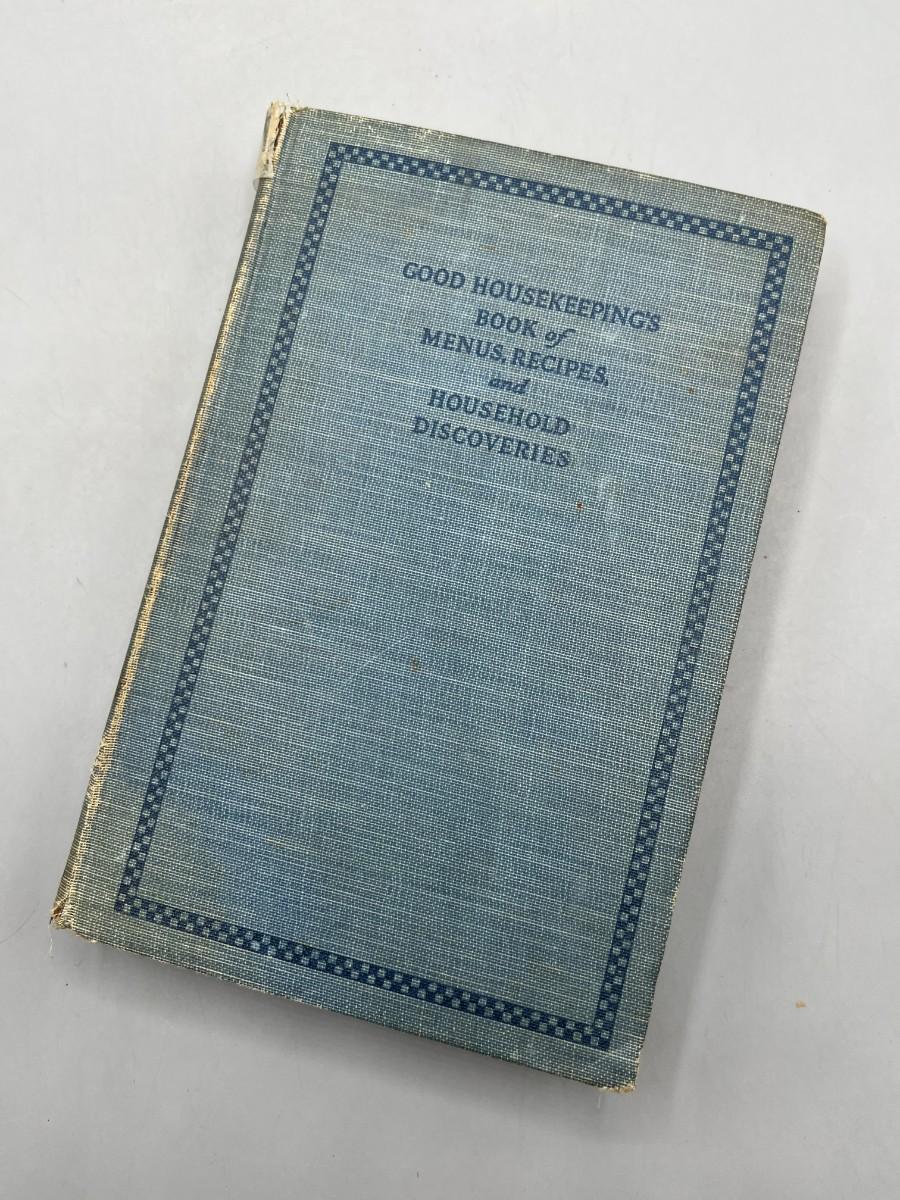 GOOD HOUSEKEEPING'S
BOOK of
MENUS, RECIPES,
and
HOUSEHOLD
DISCOVERIES